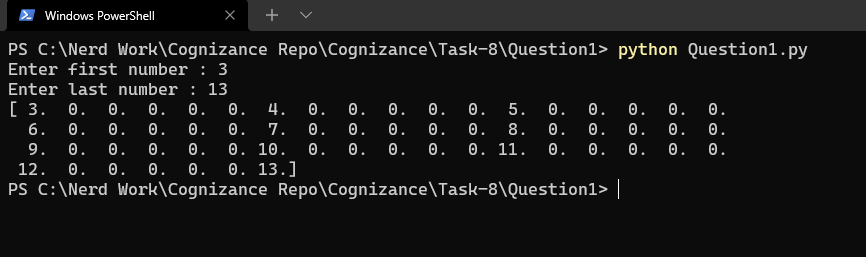 Windows PowerShell
PS C:\Nerd Work\Cognizance Repo\Cognizance\Task-8\Question1> python Question1.py
Enter first number : 3
Enter last number : 13
[ 3.  0.  0.  0.  0.  4.  0.  0.  0.  0.  0.  5.  0.  0.  0.  0.  0.
  6.  0.  0.  0.  0.  7.  0.  0.  0.  0.  0.  8.  0.  0.  0.  0.  0.
  9.  0.  0.  0.  0. 10.  0.  0.  0.  0.  0. 11.  0.  0.  0.  0.  0.
 12.  0.  0.  0.  0. 13.]
PS C:\Nerd Work\Cognizance Repo\Cognizance\Task-8\Question1>